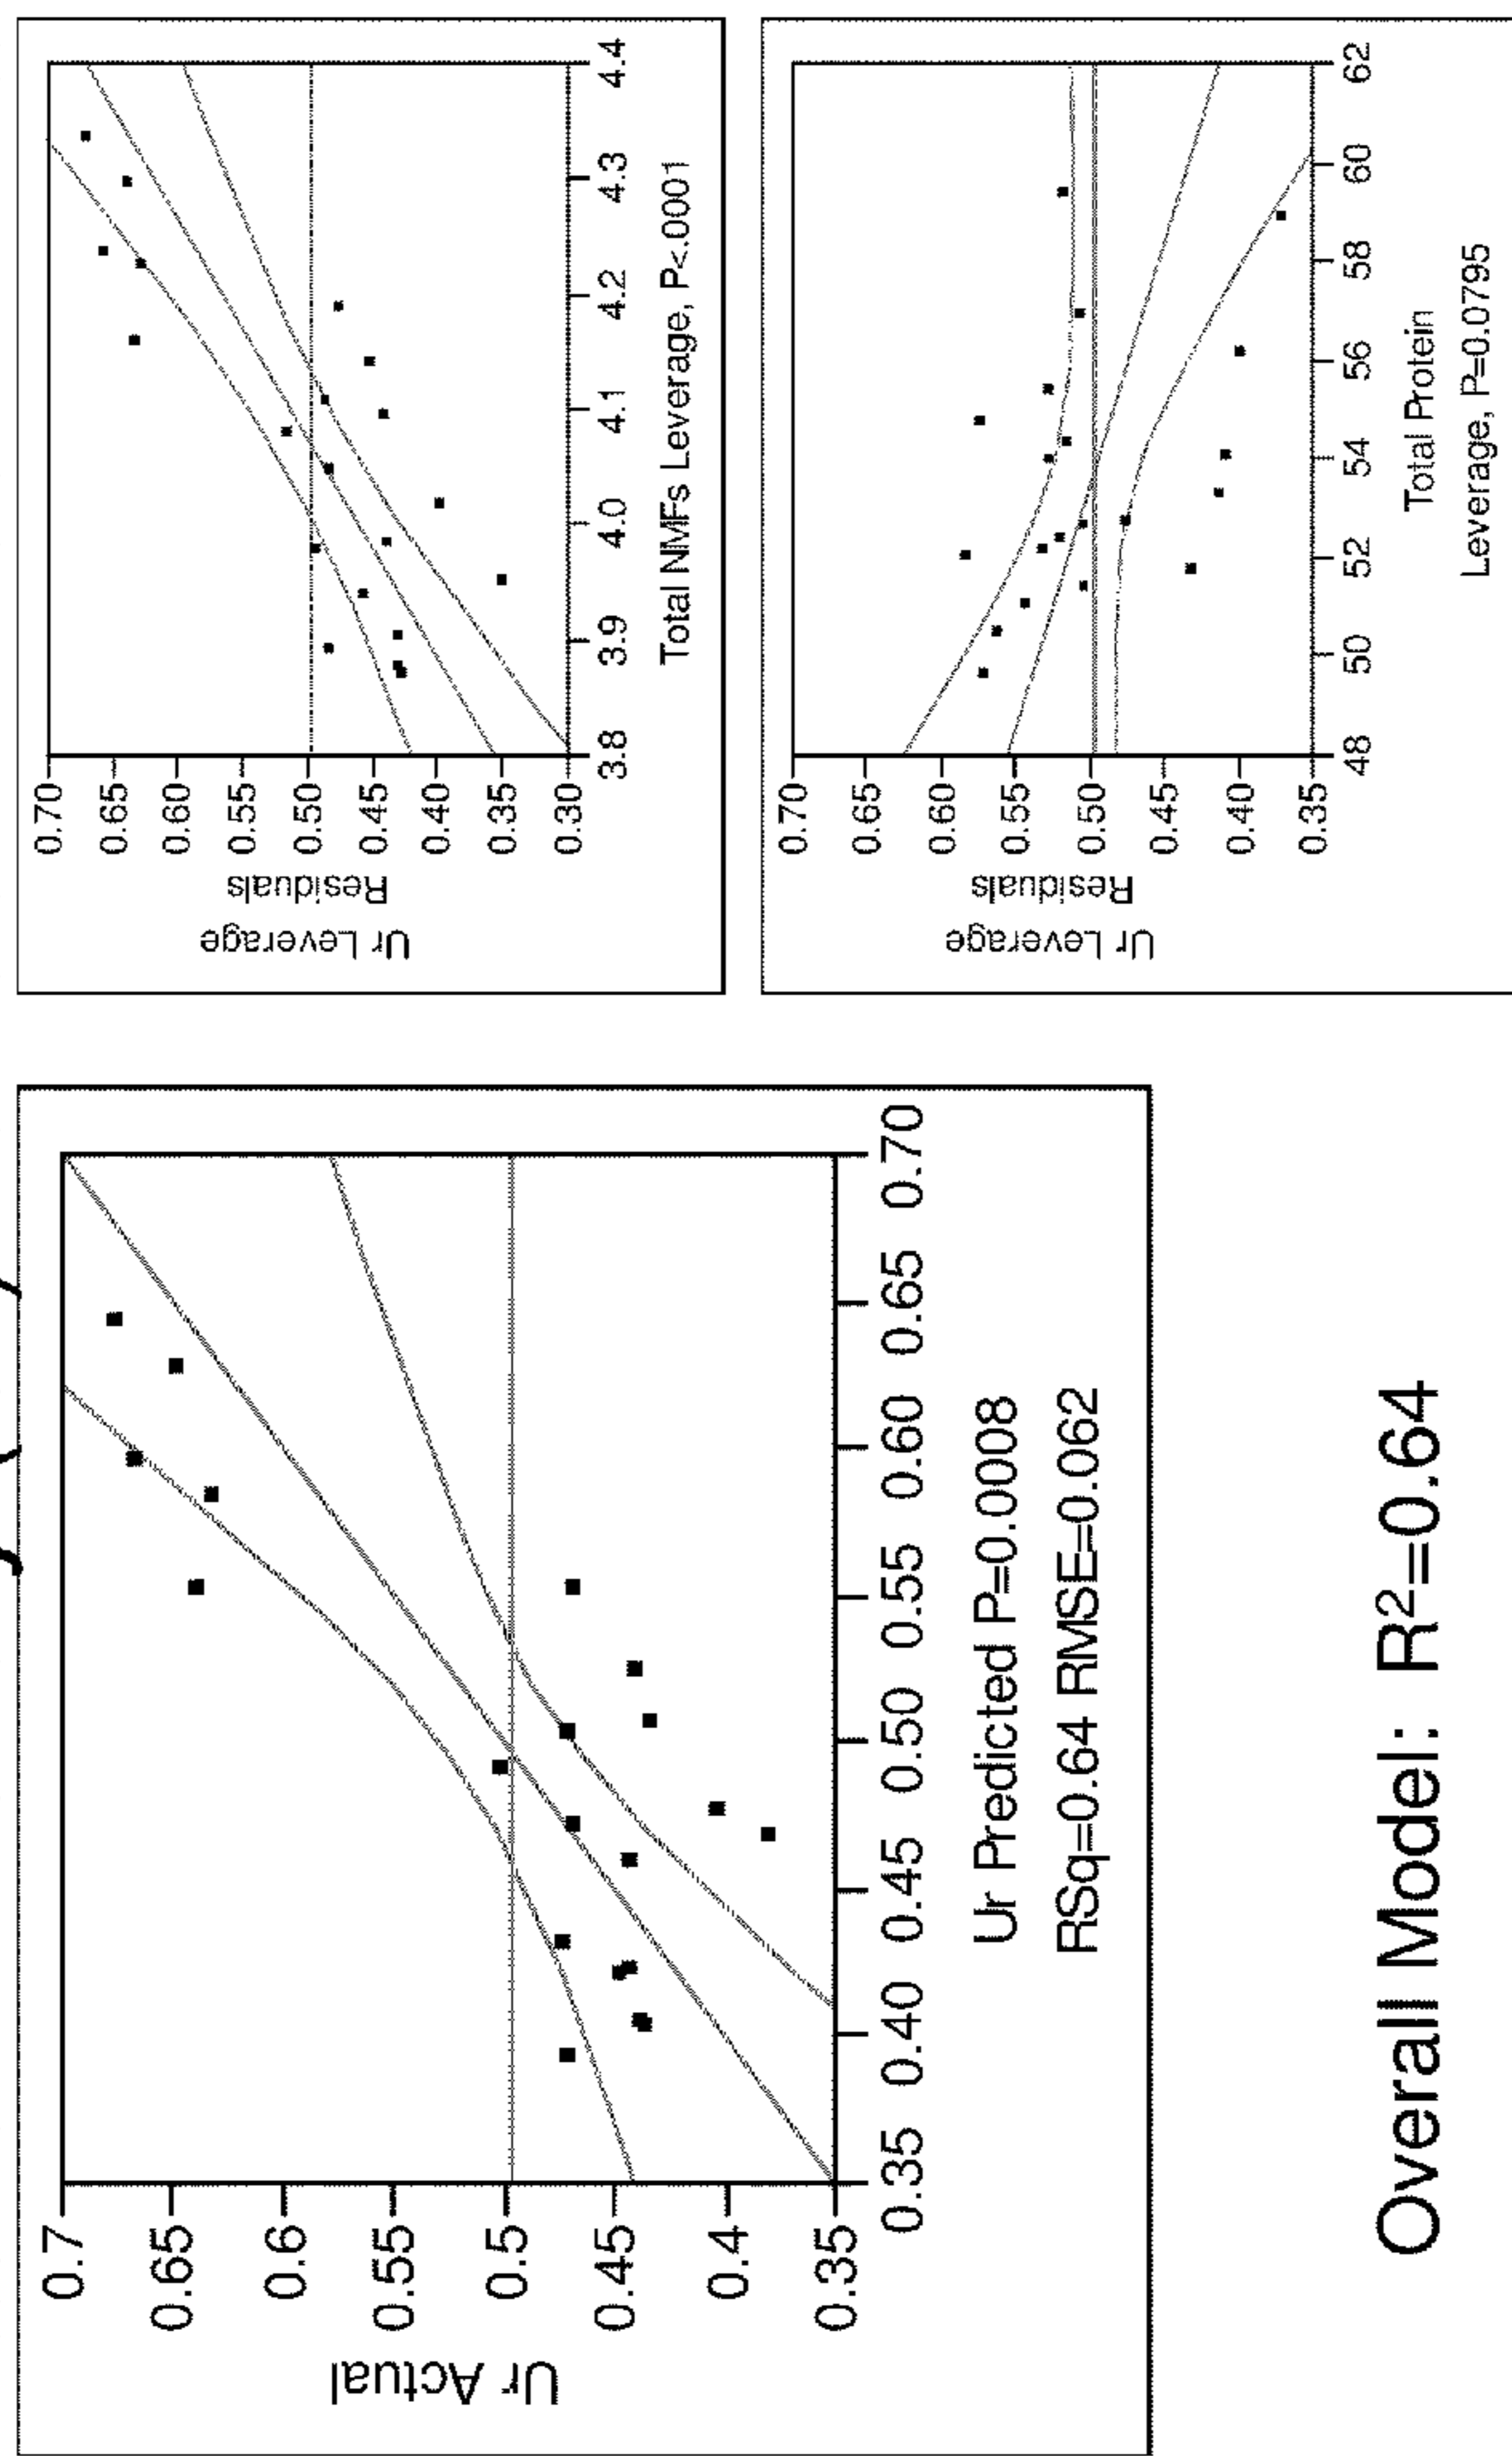 0.7
0.65
0.6
0.55
0.5
0.45
0.4
0.35
Ur Actual
0.35 0.40 0.45 0.50 0.55 0.60 0.65 0.70
Ur Predicted P=0.0008
RSq=0.64 RMSE=0.062
Overall Model: R²=0.64
0.70
0.65
0.60
0.55
0.50
0.45
0.40
0.35
0.30
Ur Leverage
Residuals
3.8 3.9 4.0 4.1 4.2 4.3 4.4
Total NMFs Leverage, P<.0001
0.70
0.65
0.60
0.55
0.50
0.45
0.40
0.35
Ur Leverage
Residuals
48 50 52 54 56 58 60 62
Total Protein
Leverage, P=0.0795